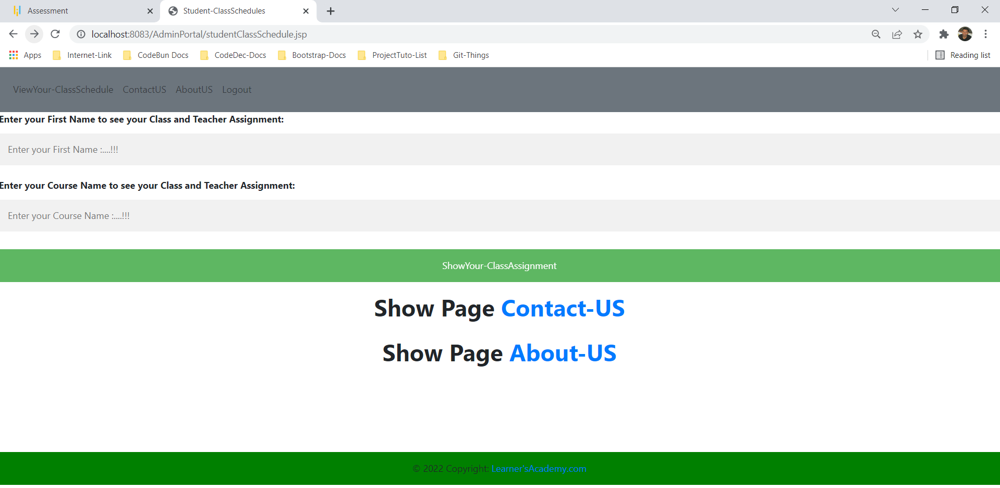 Assessment
Student-ClassSchedules
localhost:8083/AdminPortal/studentClassSchedule.jsp
Apps Internet-Link CodeBun Docs CodeDec-Docs Bootstrap-Docs ProjectTuto-List Git-Things Reading list
ViewYour-ClassSchedule ContactUS AboutUS Logout
Enter your First Name to see your Class and Teacher Assignment:
Enter your First Name :....!!!
Enter your Course Name to see your Class and Teacher Assignment:
Enter your Course Name :....!!!
ShowYour-ClassAssignment
Show Page Contact-US
Show Page About-US
© 2022 Copyright: Learner'sAcademy.com